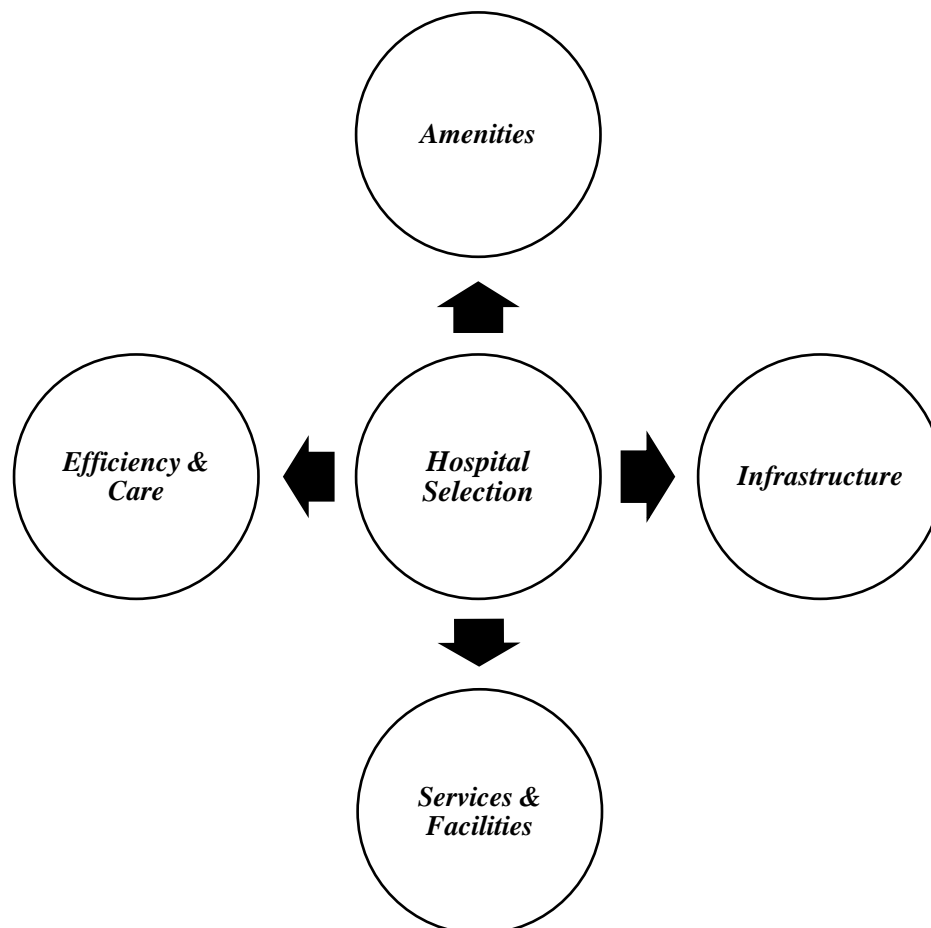 Amenities
Efficiency &
Care
Hospital
Selection
Infrastructure
Services &
Facilities